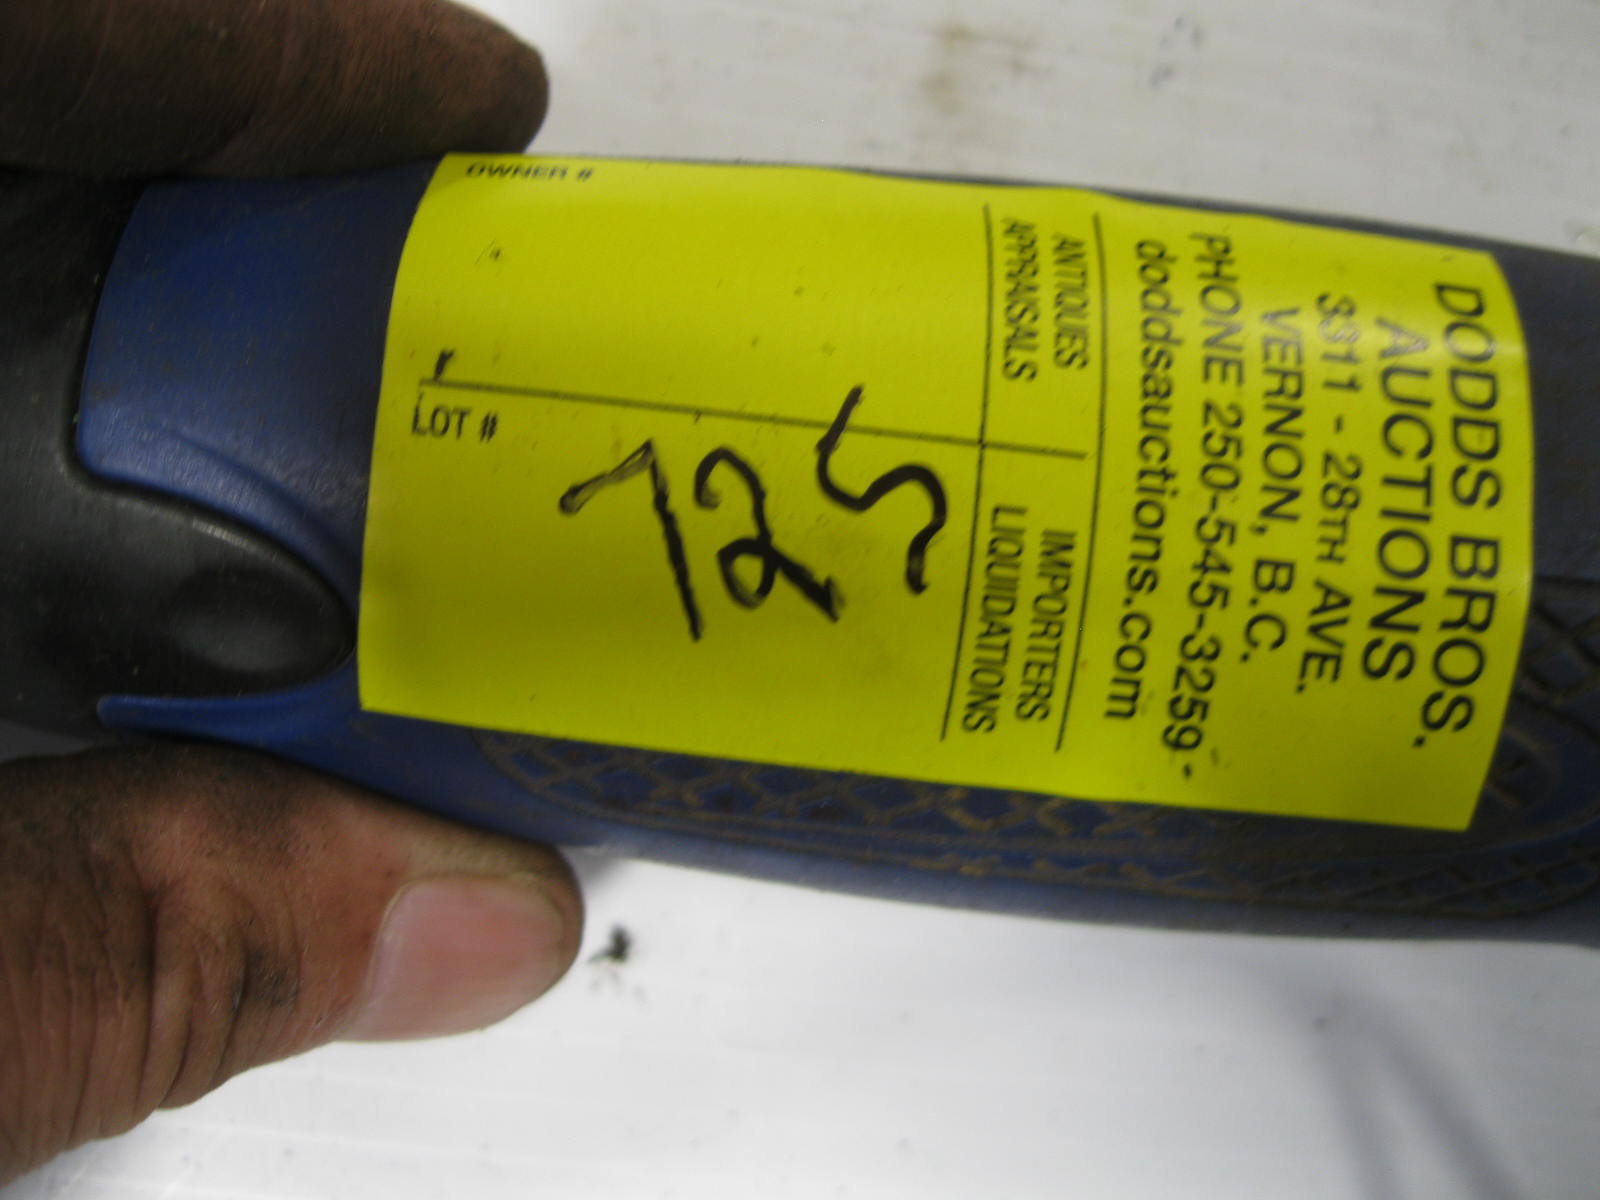 DODDS BROS.
AUCTIONS
3311 - 28TH AVE.
VERNON, B.C.
PHONE 250-545-3259
doddsauctions.com
ANTIQUES IMPORTERS
APPRAISALS LIQUIDATIONS
OWNER #
LOT #
725